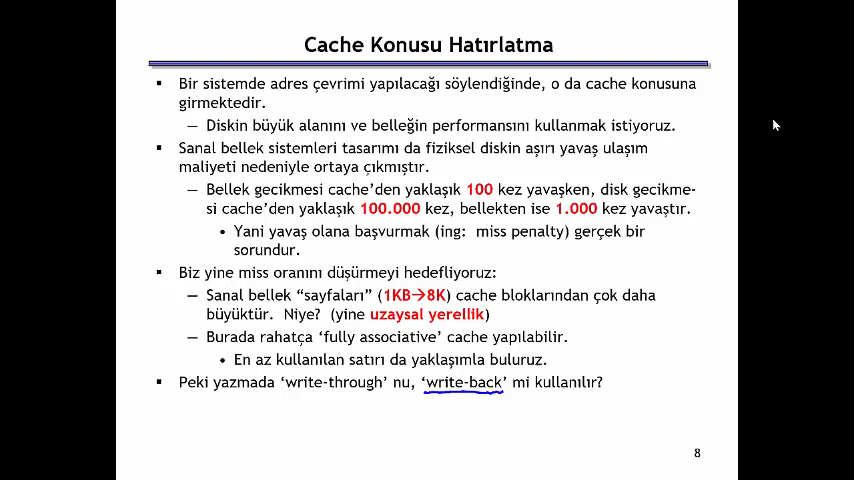 Cache Konusu Hatırlatma
▪ Bir sistemde adres çevrimi yapılacağı söylendiğinde, o da cache konusuna
girmektedir.
— Diskin büyük alanını ve belleğin performansını kullanmak istiyoruz.
▪ Sanal bellek sistemleri tasarımı da fiziksel diskin aşırı yavaş ulaşım
maliyeti nedeniyle ortaya çıkmıştır.
— Bellek gecikmesi cache’den yaklaşık 100 kez yavaşken, disk gecikme-
si cache’den yaklaşık 100.000 kez, bellekten ise 1.000 kez yavaştır.
• Yani yavaş olana başvurmak (ing: miss penalty) gerçek bir
sorundur.
▪ Biz yine miss oranını düşürmeyi hedefliyoruz:
— Sanal bellek “sayfaları” (1KB→8K) cache bloklarından çok daha
büyüktür. Niye? (yine uzaysal yerellik)
— Burada rahatça ‘fully associative’ cache yapılabilir.
• En az kullanılan satırı da yaklaşımla buluruz.
▪ Peki yazmada ‘write-through’ nu, ‘write-back’ mi kullanılır?
8